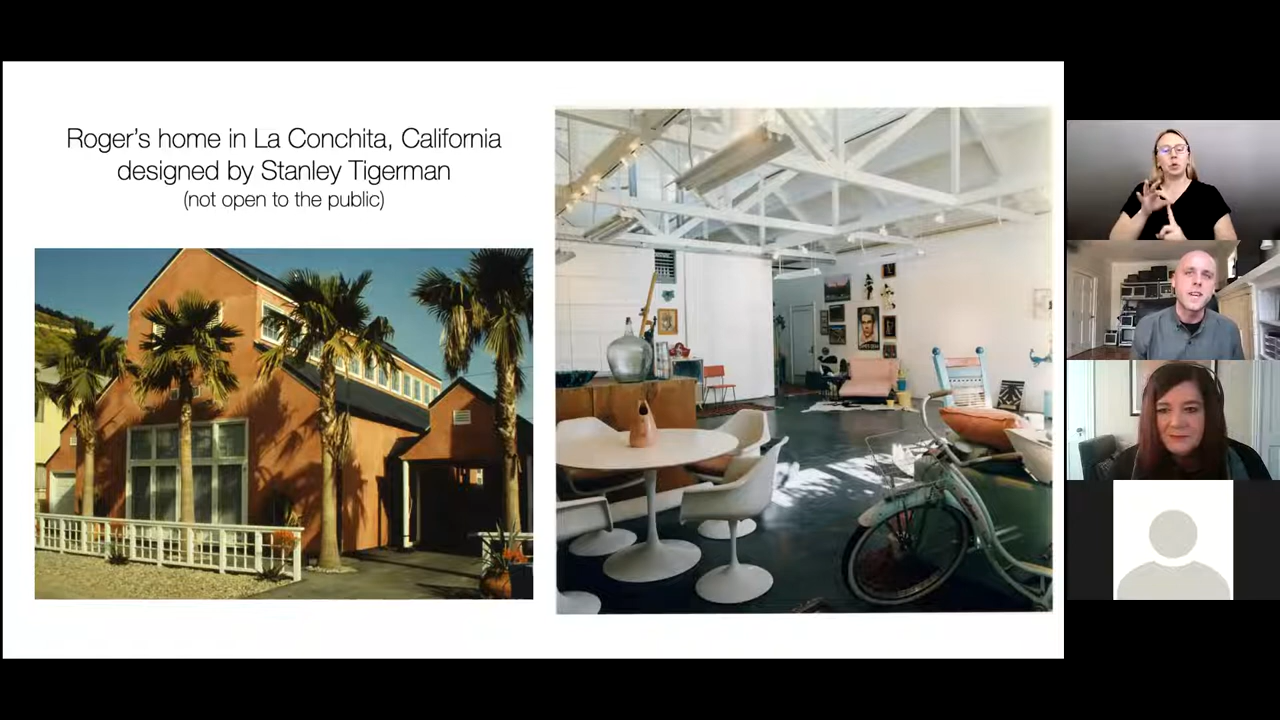 Roger's home in La Conchita, California
designed by Stanley Tigerman
(not open to the public)